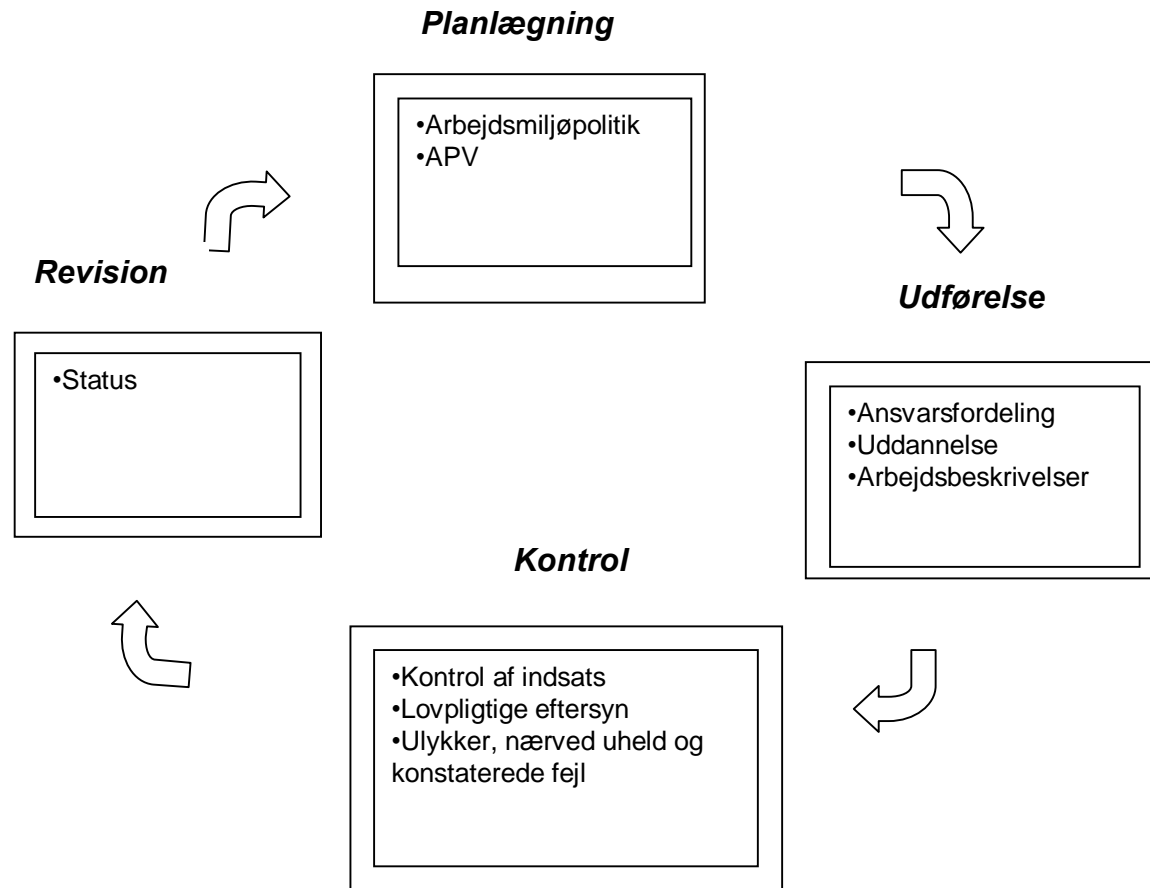 Planlægning
•Arbejdsmiljøpolitik
•APV
Revision
•Status
Udførelse
•Ansvarsfordeling
•Uddannelse
•Arbejdsbeskrivelser
Kontrol
•Kontrol af indsats
•Lovpligtige eftersyn
•Ulykker, nærved uheld og
konstaterede fejl